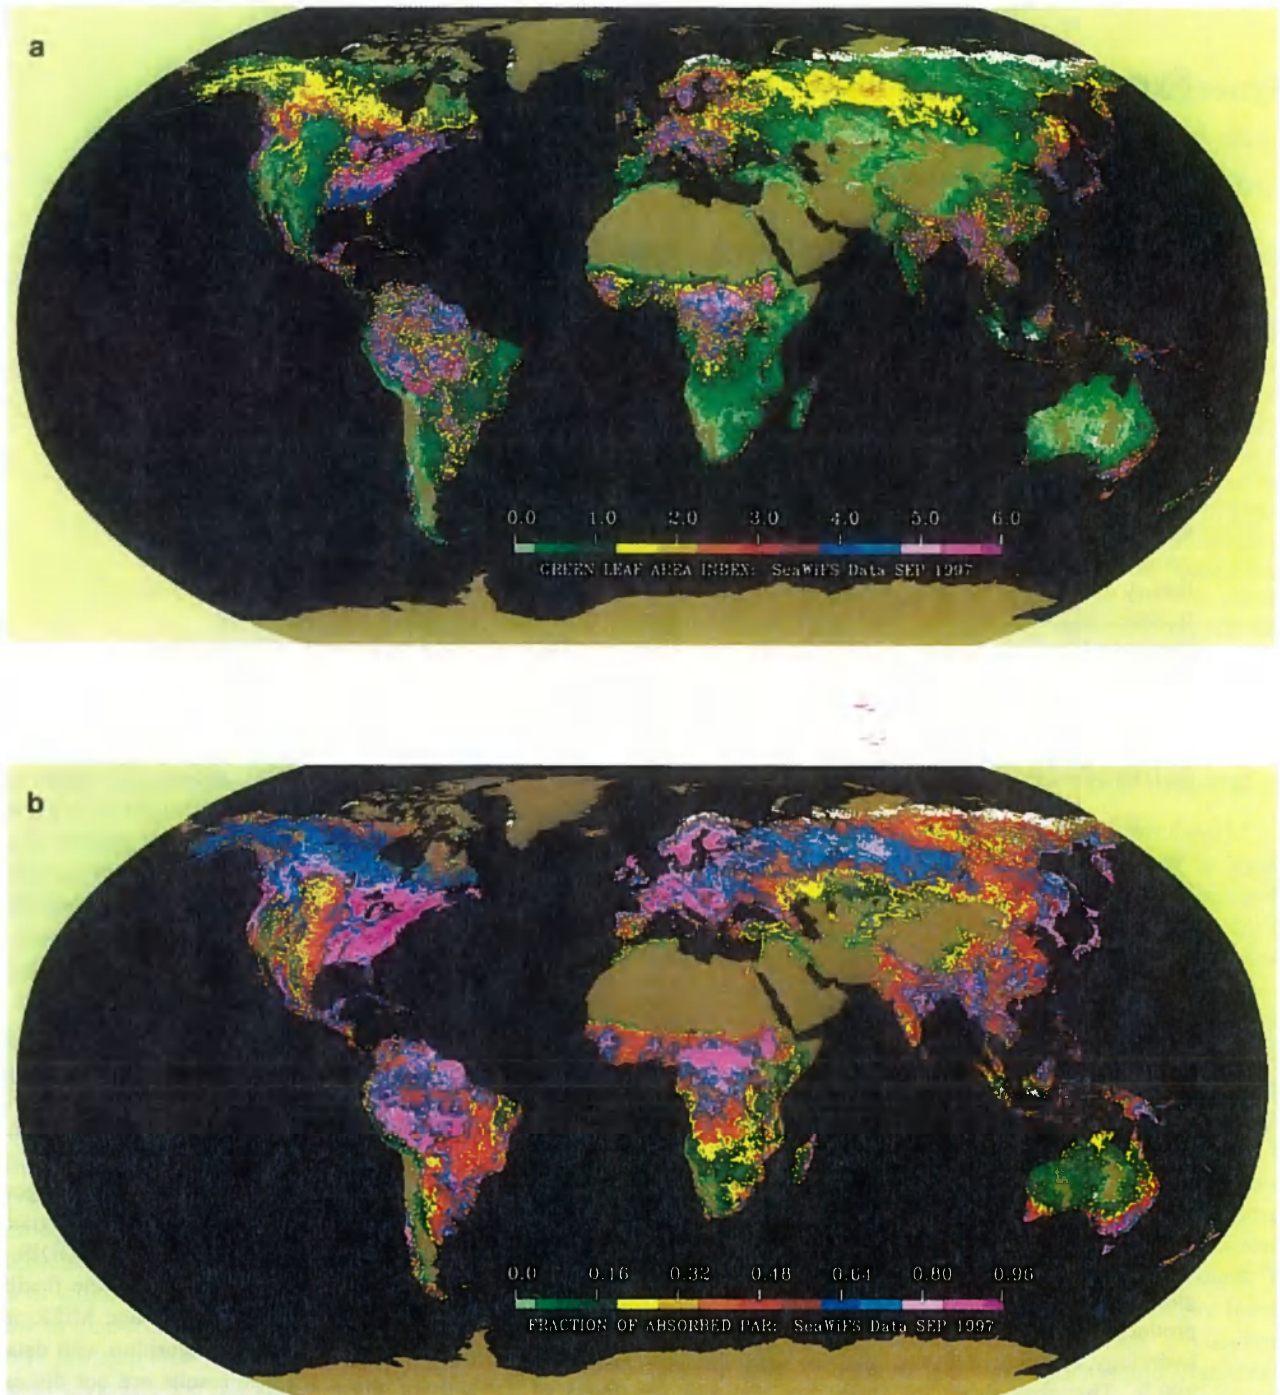 a
0.0 1.0 2.0 3.0 4.0 5.0 6.0
GREEN LEAF AREA INDEX: SeaWiFS Data SEP 1997
b
0.0 0.16 0.32 0.48 0.64 0.80 0.96
FRACTION OF ABSORBED PAR: SeaWiFS Data SEP 1997